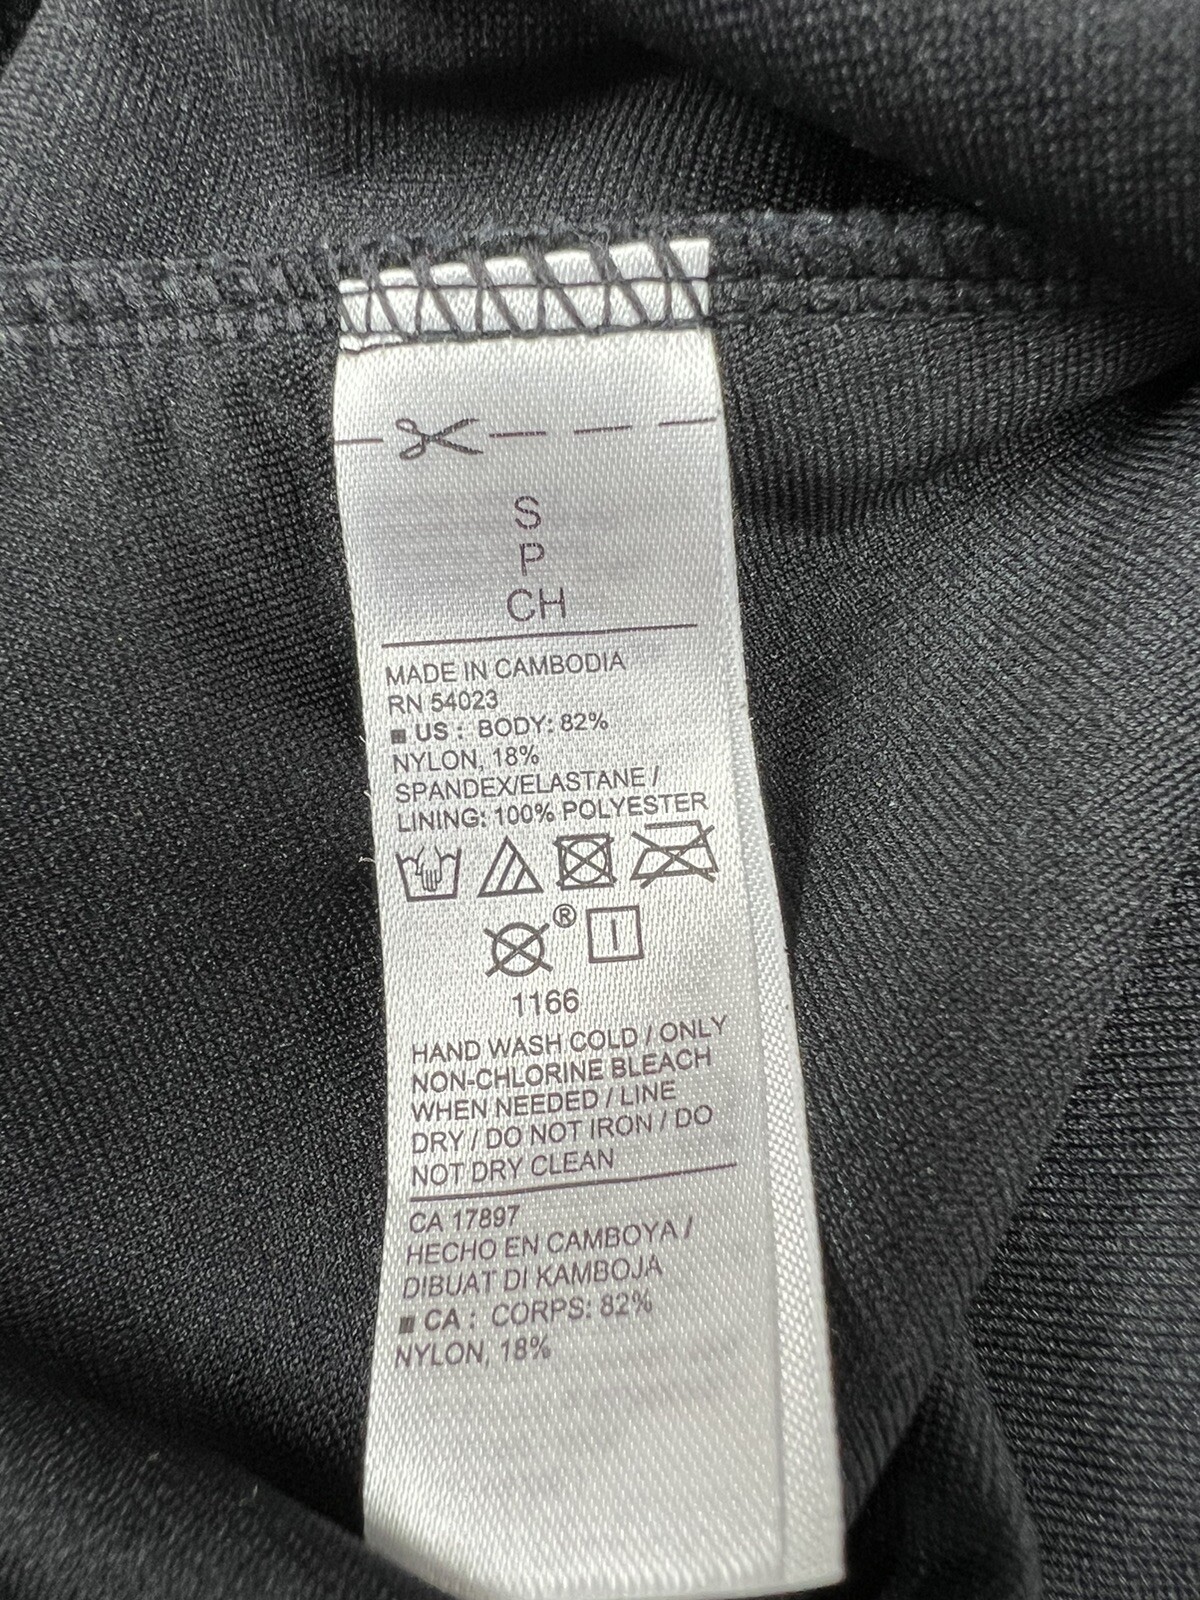 S
P
CH
MADE IN CAMBODIA
RN 54023
■ US : BODY: 82%
NYLON, 18%
SPANDEX/ELASTANE /
LINING: 100% POLYESTER
®
1166
HAND WASH COLD / ONLY
NON-CHLORINE BLEACH
WHEN NEEDED / LINE
DRY / DO NOT IRON / DO
NOT DRY CLEAN
CA 17897
HECHO EN CAMBOYA /
DIBUAT DI KAMBOJA
■ CA : CORPS: 82%
NYLON, 18%